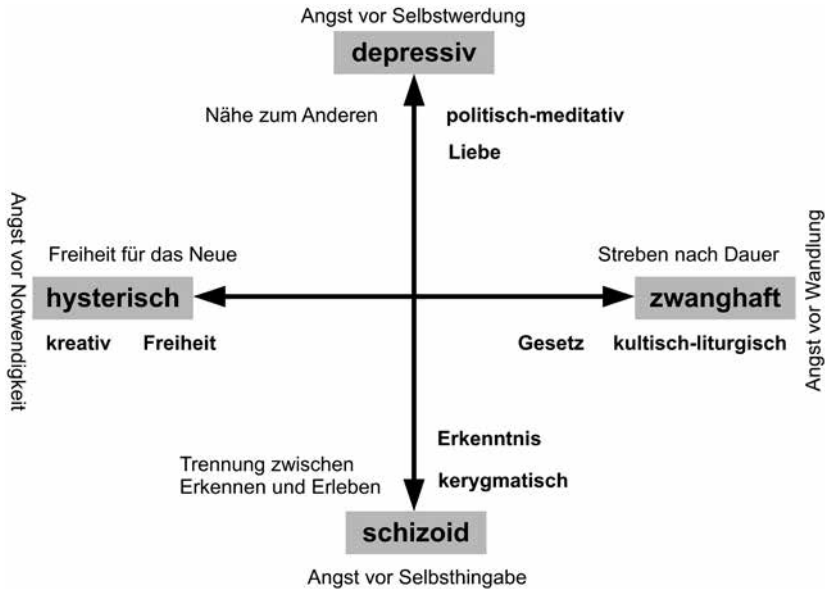 Angst vor Selbstwerdung
depressiv
Nähe zum Anderen
politisch-meditativ
Liebe
Angst vor Notwendigkeit
Freiheit für das Neue
hysterisch
kreativ Freiheit
Streben nach Dauer
zwanghaft
Gesetz kultisch-liturgisch
Angst vor Wandlung
Erkenntnis
kerygmatisch
Trennung zwischen
Erkennen und Erleben
schizoid
Angst vor Selbsthingabe